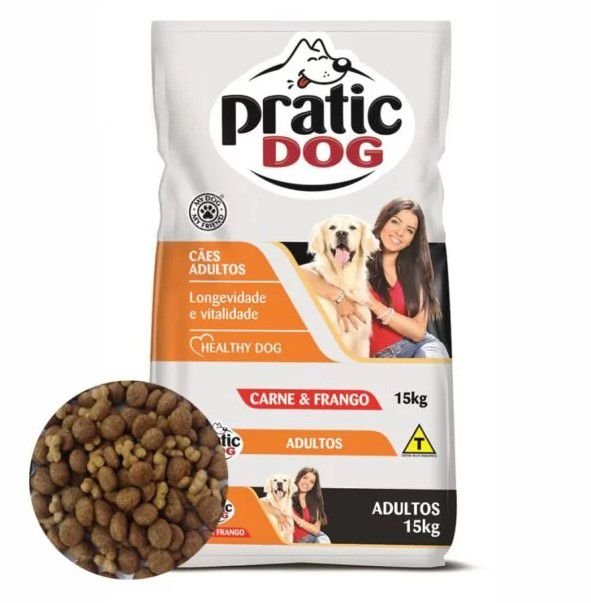 pratic
DOG
MY DOG
MY FRIEND
CÃES
ADULTOS
Longevidade
e vitalidade
HEALTHY DOG
CARNE & FRANGO
15kg
tic
DOG
ADULTOS
T
FRANGO
ADULTOS
15kg